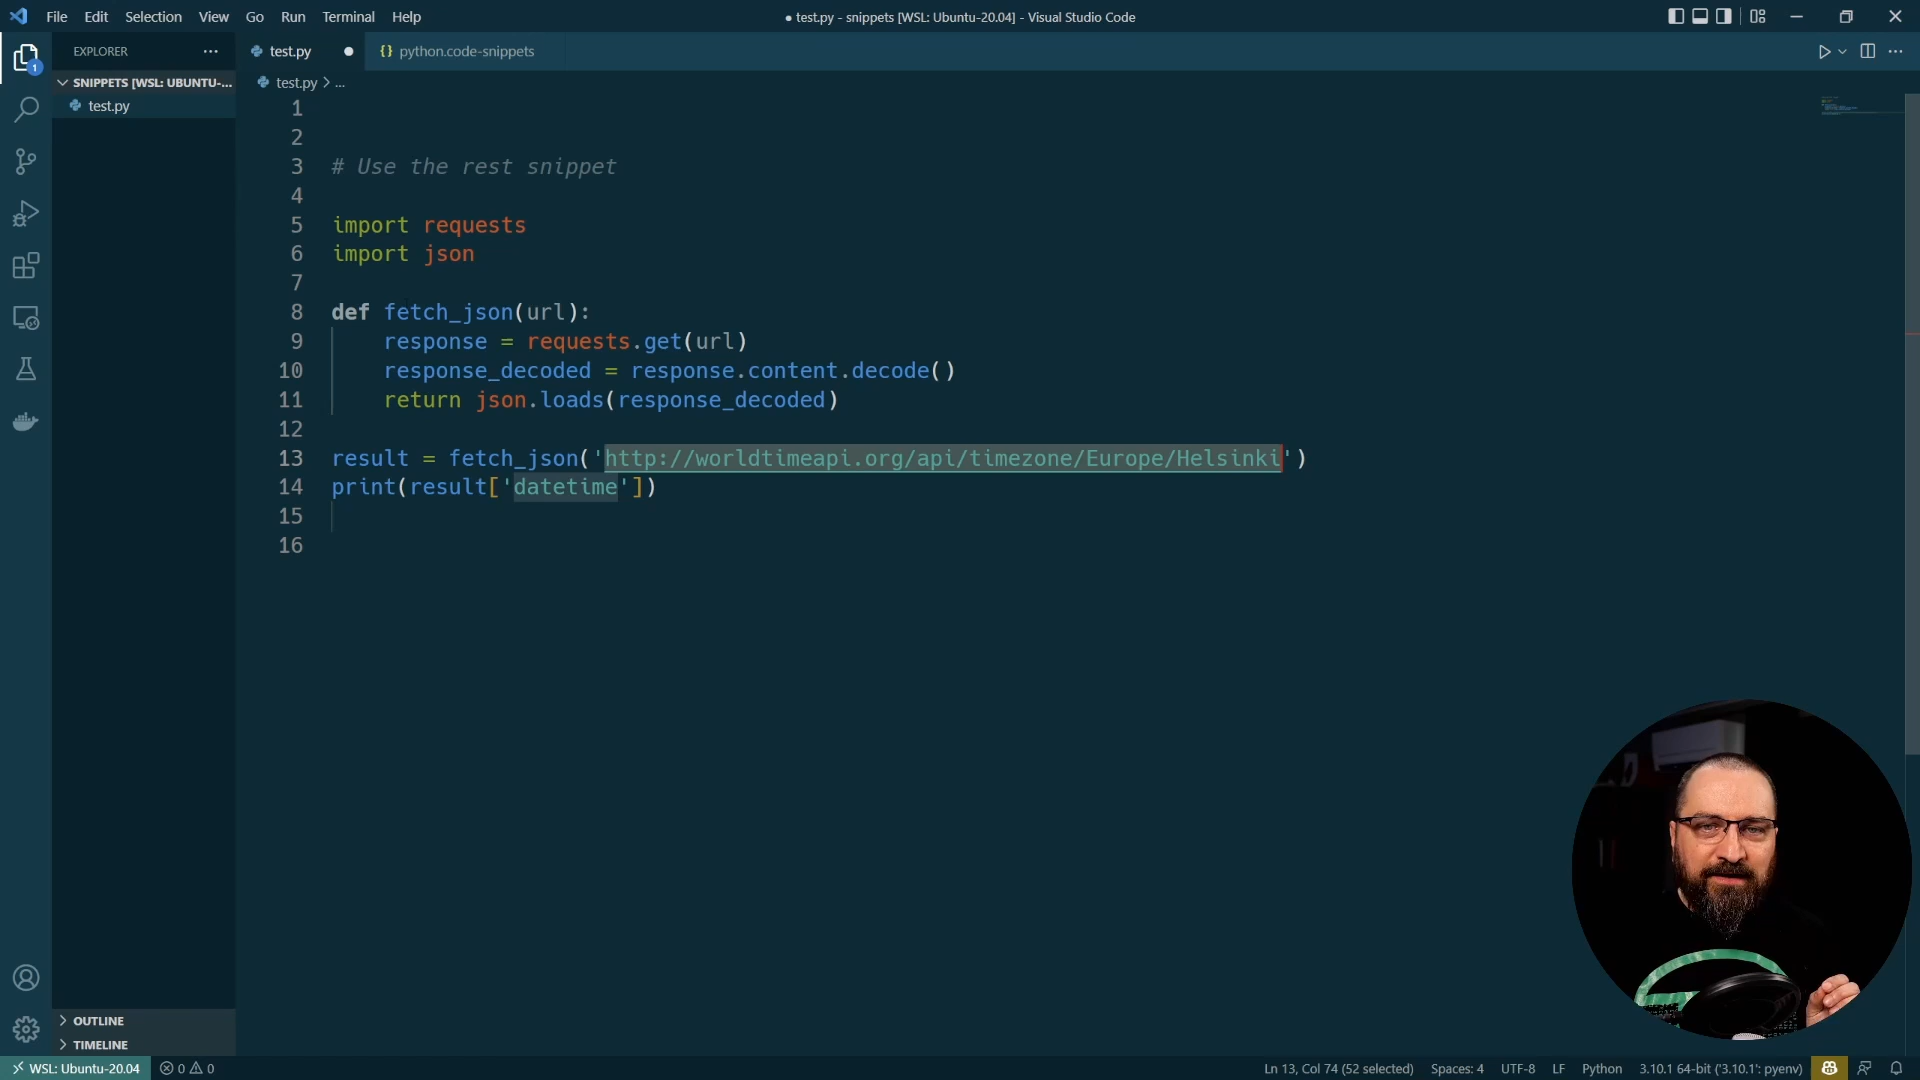 File Edit Selection View Go Run Terminal Help
● test.py - snippets [WSL: Ubuntu-20.04] - Visual Studio Code
EXPLORER ...
test.py ●
{} python.code-snippets
1
SNIPPETS [WSL: UBUNTU-...
test.py
test.py > ...
1
2
3 # Use the rest snippet
4
5 import requests
6 import json
7
8 def fetch_json(url):
9 response = requests.get(url)
10 response_decoded = response.content.decode()
11 return json.loads(response_decoded)
12
13 result = fetch_json('http://worldtimeapi.org/api/timezone/Europe/Helsinki')
14 print(result['datetime'])
15
16
OUTLINE
TIMELINE
WSL: Ubuntu-20.04 0 0 Ln 13, Col 74 (52 selected) Spaces: 4 UTF-8 LF Python 3.10.1 64-bit ('3.10.1': pyenv)